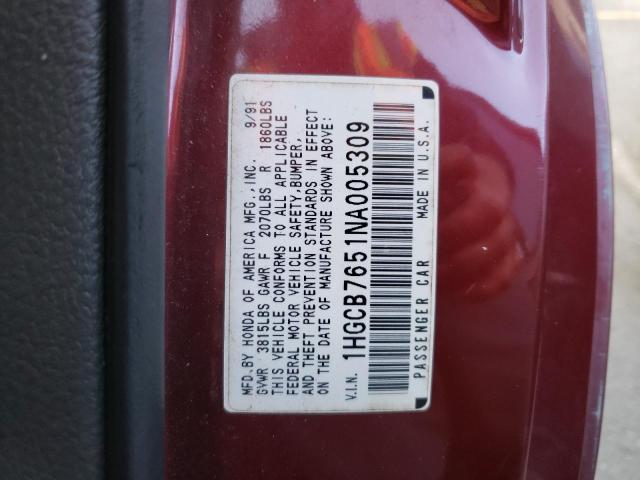 MFD.BY HONDA OF AMERICA MFG.,INC. 9/91
GVWR 3815LBS GAWR F 2070LBS R 1860LBS
THIS VEHICLE CONFORMS TO ALL APPLICABLE
FEDERAL MOTOR VEHICLE SAFETY,BUMPER,
AND THEFT PREVENTION STANDARDS IN EFFECT
ON THE DATE OF MANUFACTURE SHOWN ABOVE:
V.I.N. 1HGCB7651NA005309
PASSENGER CAR MADE IN U.S.A.